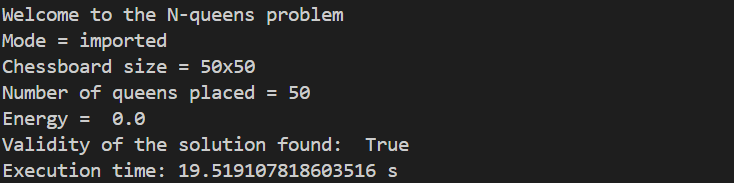 Welcome to the N-queens problem
Mode = imported
Chessboard size = 50x50
Number of queens placed = 50
Energy =  0.0
Validity of the solution found:  True
Execution time: 19.519107818603516 s